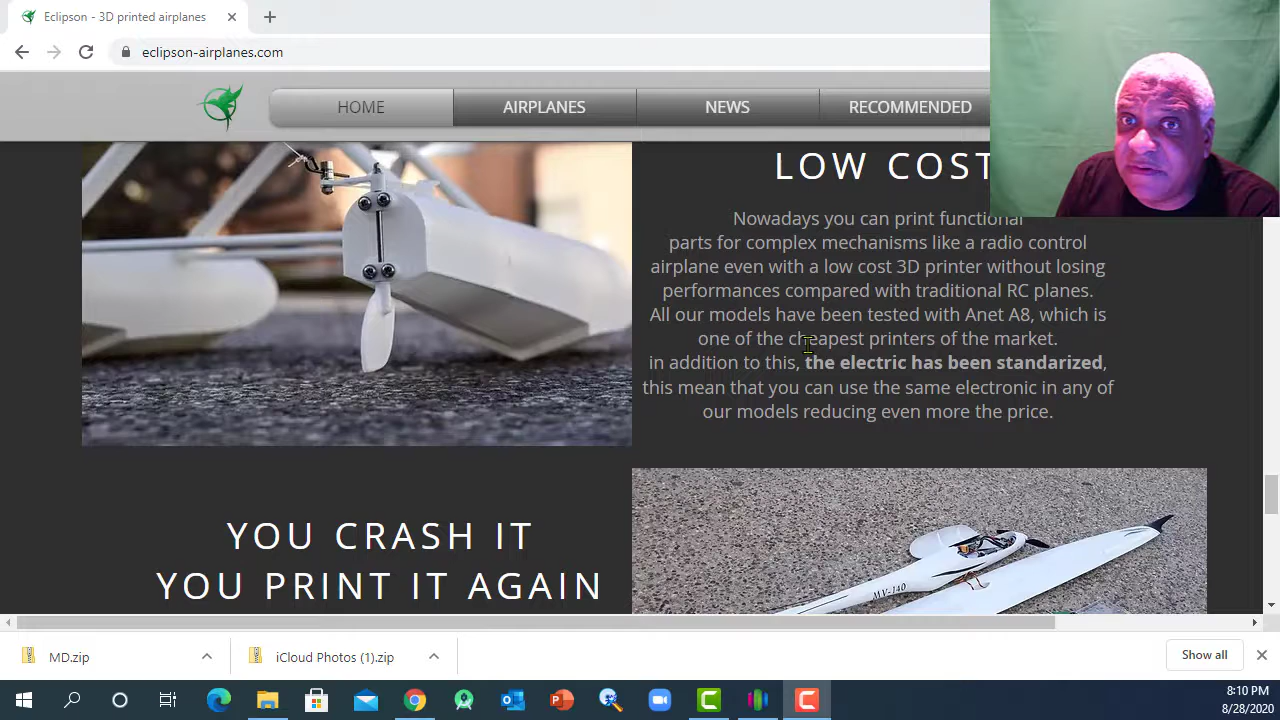 Eclipson - 3D printed airplanes
eclipson-airplanes.com
HOME
AIRPLANES
NEWS
RECOMMENDED
LOW COST
Nowadays you can print functional
parts for complex mechanisms like a radio control
airplane even with a low cost 3D printer without losing
performances compared with traditional RC planes.
All our models have been tested with Anet A8, which is
one of the cheapest printers of the market.
in addition to this, the electric has been standarized,
this mean that you can use the same electronic in any of
our models reducing even more the price.
YOU CRASH IT
YOU PRINT IT AGAIN
MV-140
MD.zip
iCloud Photos (1).zip
Show all
8:10 PM
8/28/2020